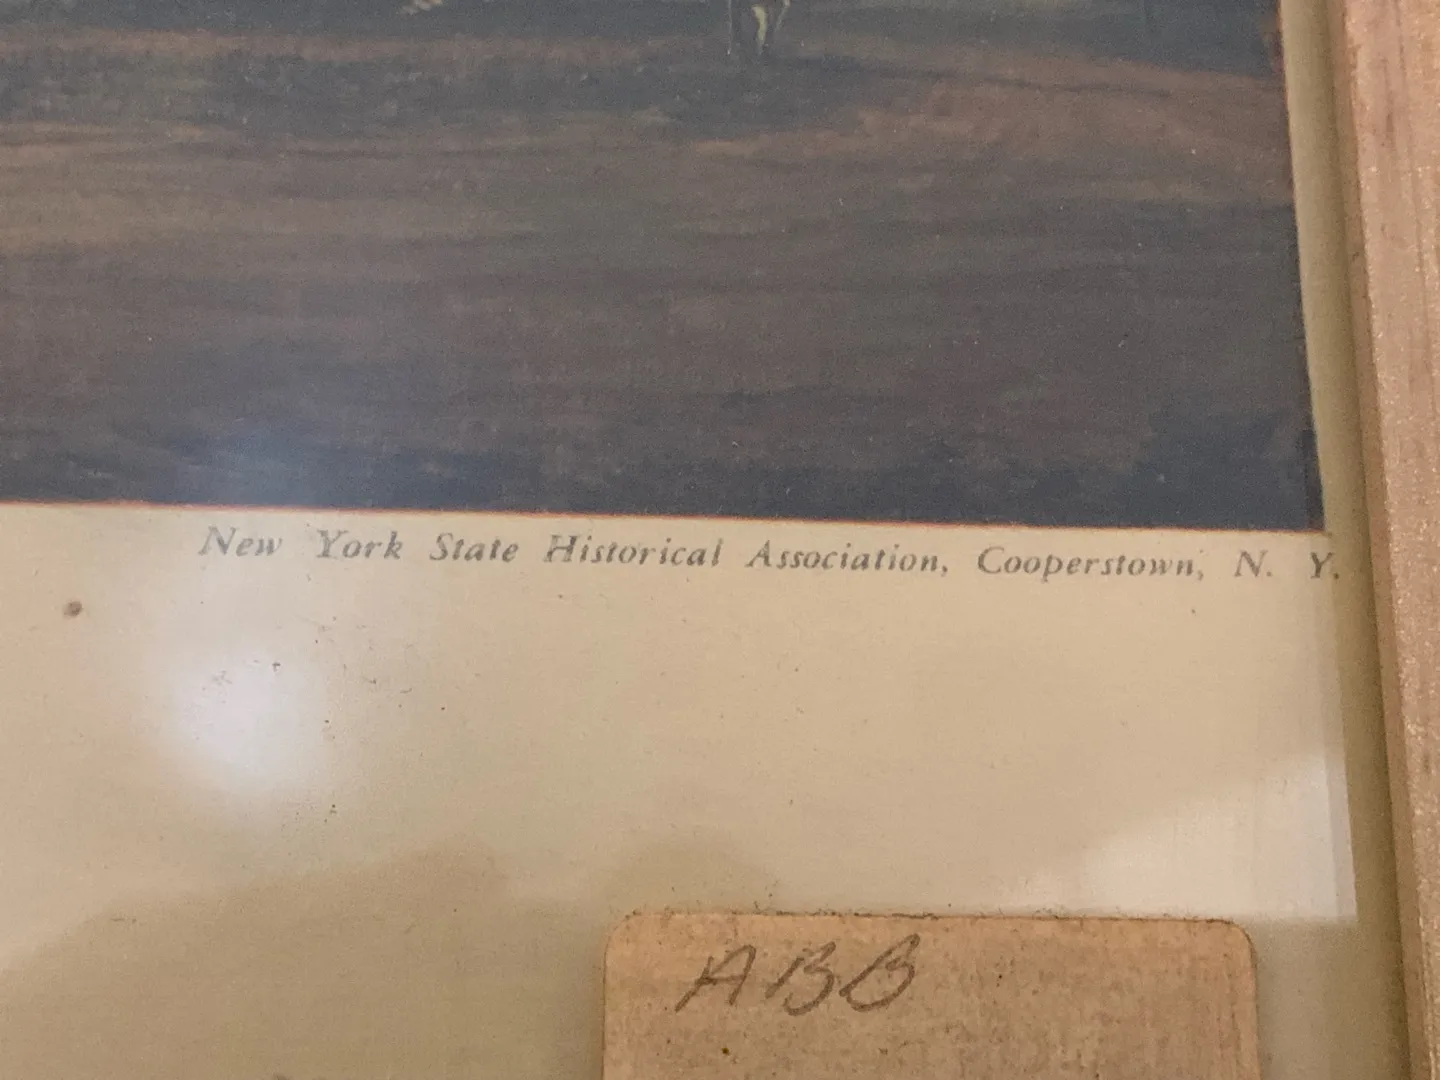 New York State Historical Association, Cooperstown, N. Y.
ABB